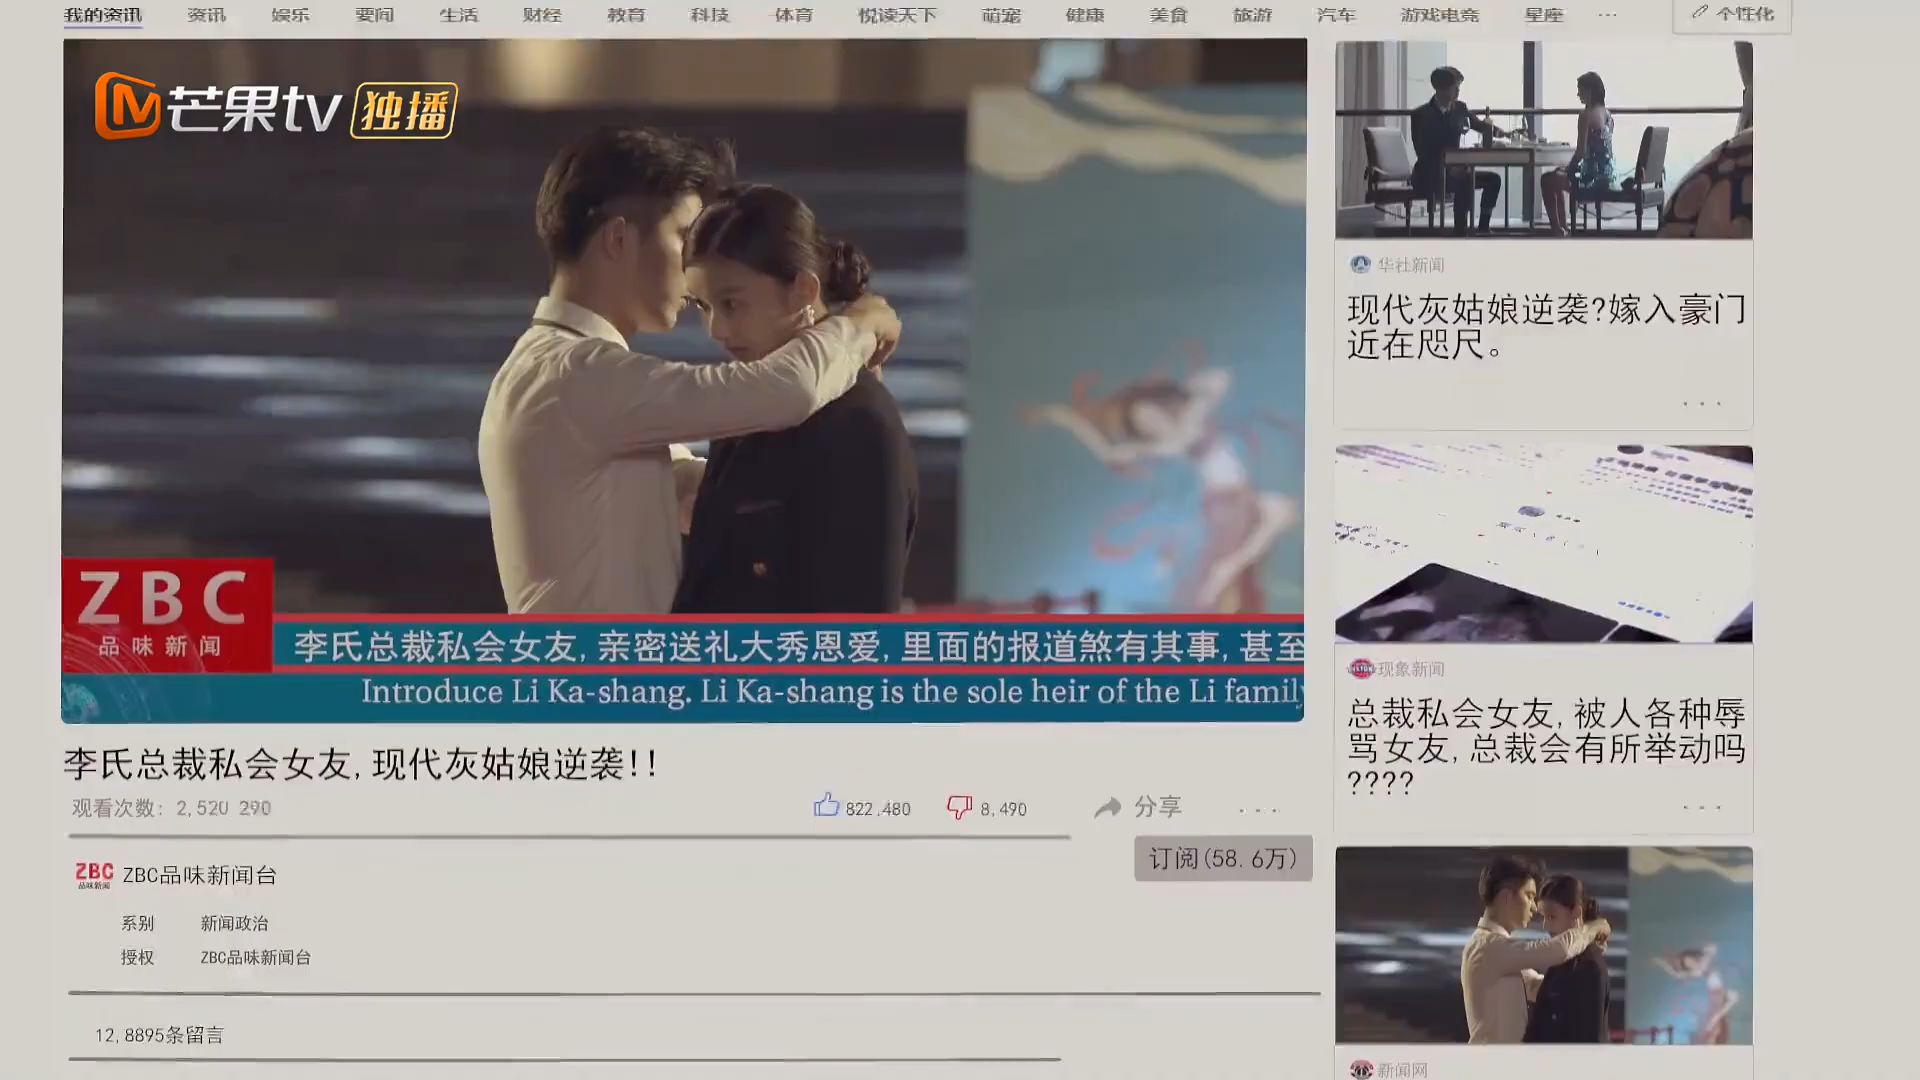 我的资讯 资讯 娱乐 要闻 生活 财经 教育 科技 体育 悦读天下 萌宠 健康 美食 旅游 汽车 游戏电竞 星座 ··· 个性化
芒果tv 独播
ZBC
品味新闻
李氏总裁私会女友,亲密送礼大秀恩爱,里面的报道煞有其事,甚至
Introduce Li Ka-shang. Li Ka-shang is the sole heir of the Li family
李氏总裁私会女友,现代灰姑娘逆袭!!
观看次数: 2,520 290
822,480 8,490 分享 ···
订阅(58.6万)
ZBC 品味新闻 ZBC品味新闻台
系别 新闻政治
授权 ZBC品味新闻台
12,8895条留言
华社新闻
现代灰姑娘逆袭?嫁入豪门
近在咫尺。
···
现象新闻
总裁私会女友,被人各种辱
骂女友,总裁会有所举动吗
????
···
新闻网